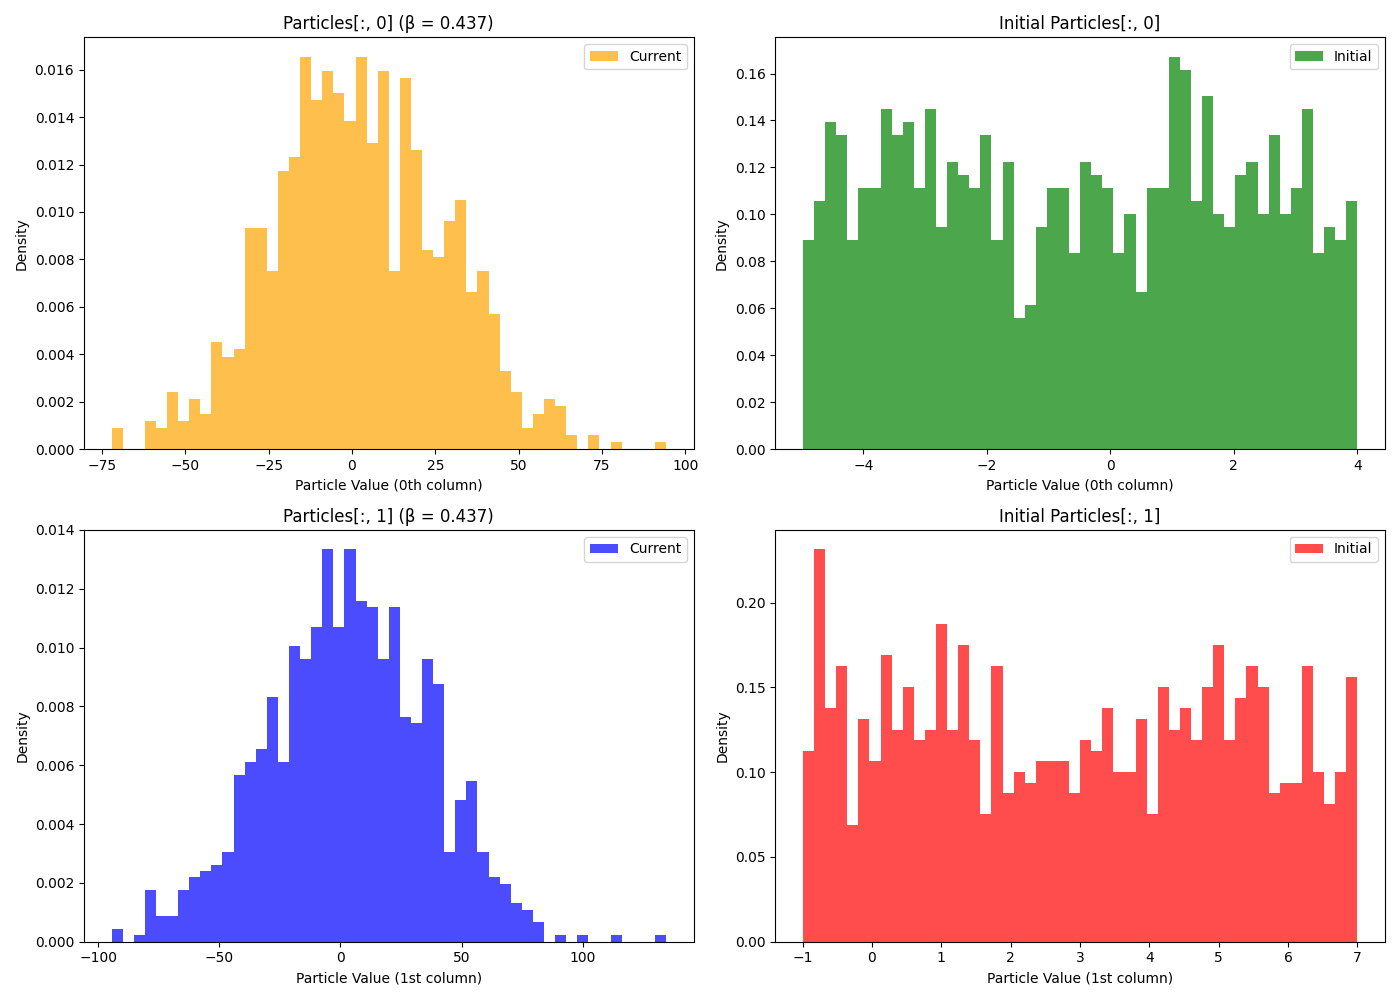 Particles[:, 0] (β = 0.437)
Current
0.016
0.014
0.012
0.010
0.008
0.006
0.004
0.002
0.000
Density
−75 −50 −25 0 25 50 75 100
Particle Value (0th column)
Initial Particles[:, 0]
Initial
0.16
0.14
0.12
0.10
0.08
0.06
0.04
0.02
0.00
Density
−4 −2 0 2 4
Particle Value (0th column)
Particles[:, 1] (β = 0.437)
Current
0.014
0.012
0.010
0.008
0.006
0.004
0.002
0.000
Density
−100 −50 0 50 100
Particle Value (1st column)
Initial Particles[:, 1]
Initial
0.20
0.15
0.10
0.05
0.00
Density
−1 0 1 2 3 4 5 6 7
Particle Value (1st column)